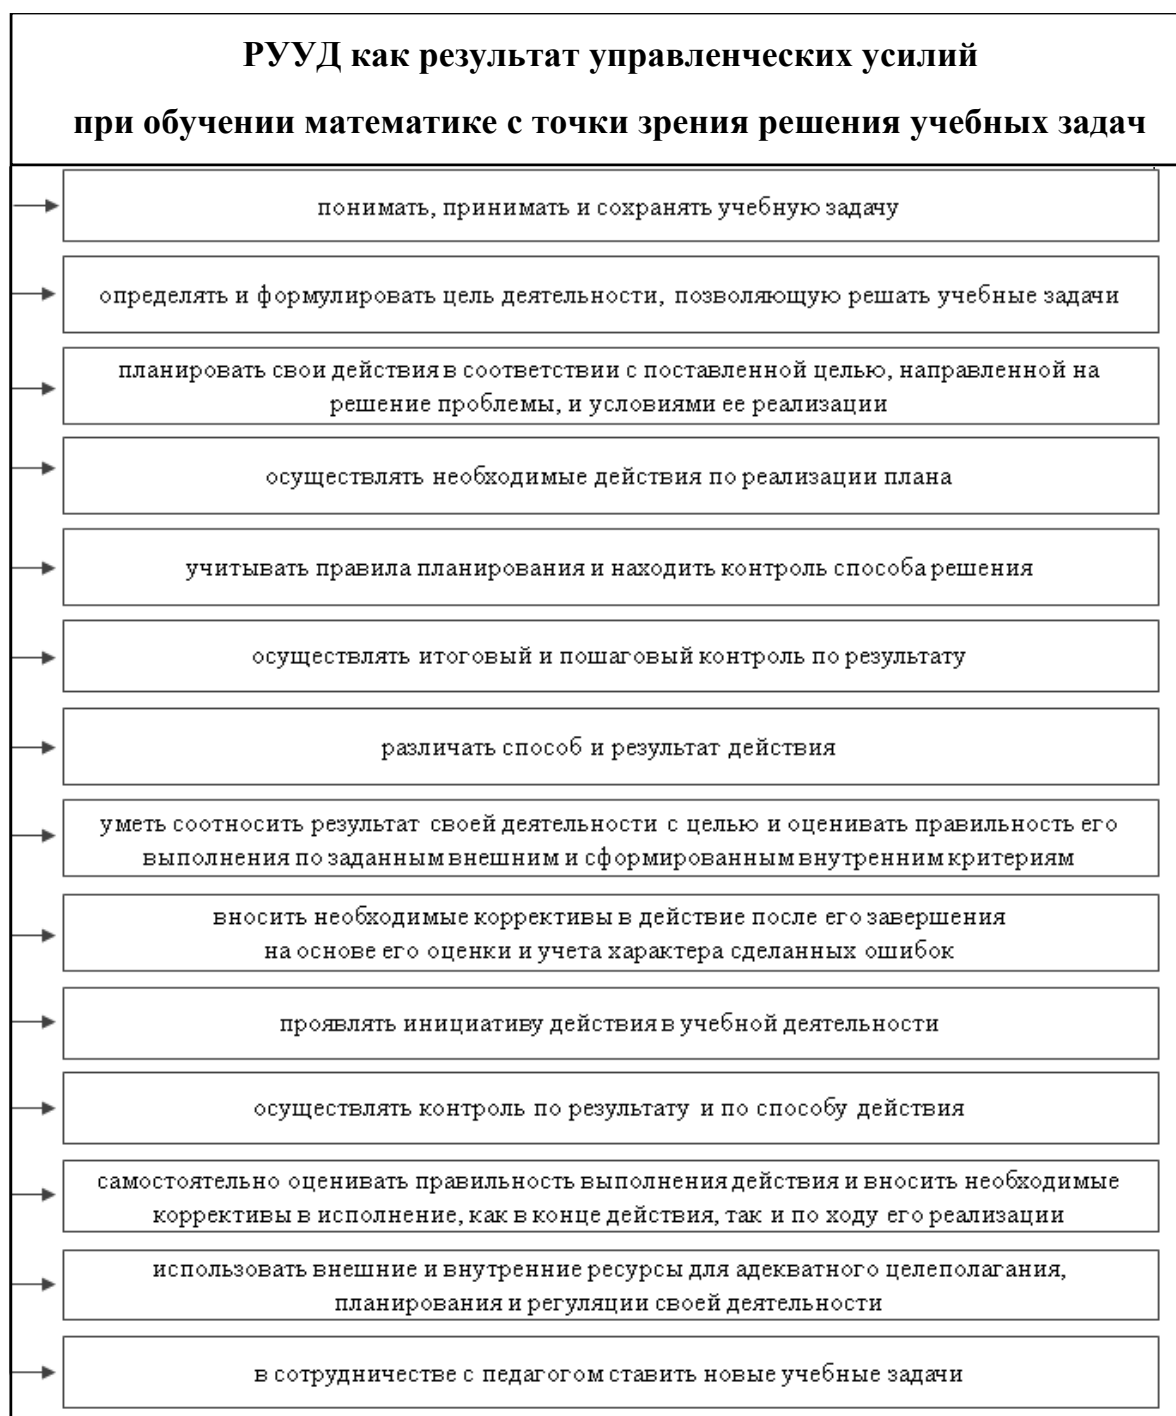 РУУД как результат управленческих усилий
при обучении математике с точки зрения решения учебных задач
понимать, принимать и сохранять учебную задачу
определять и формулировать цель деятельности, позволяющую решать учебные задачи
планировать свои действия в соответствии с поставленной целью, направленной на
решение проблемы, и условиями ее реализации
осуществлять необходимые действия по реализации плана
учитывать правила планирования и находить контроль способа решения
осуществлять итоговый и пошаговый контроль по результату
различать способ и результат действия
уметь соотносить результат своей деятельности с целью и оценивать правильность его
выполнения по заданным внешним и сформированным внутренним критериям
вносить необходимые коррективы в действие после его завершения
на основе его оценки и учета характера сделанных ошибок
проявлять инициативу действия в учебной деятельности
осуществлять контроль по результату и по способу действия
самостоятельно оценивать правильность выполнения действия и вносить необходимые
коррективы в исполнение, как в конце действия, так и по ходу его реализации
использовать внешние и внутренние ресурсы для адекватного целеполагания,
планирования и регуляции своей деятельности
в сотрудничестве с педагогом ставить новые учебные задачи